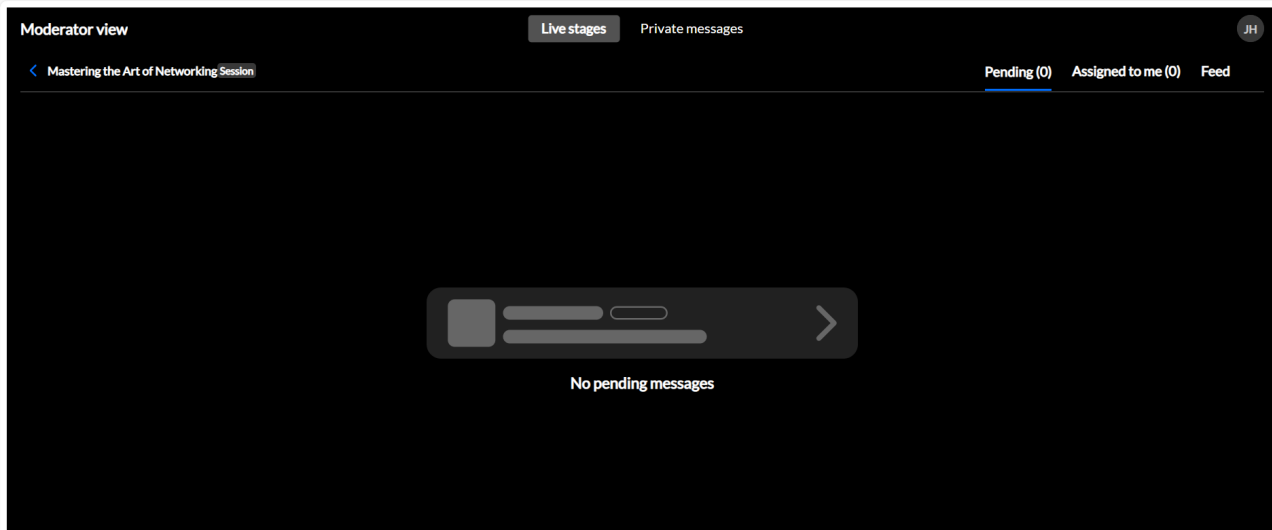 Moderator view Live stages Private messages JH
Mastering the Art of Networking Session Pending (0) Assigned to me (0) Feed
No pending messages